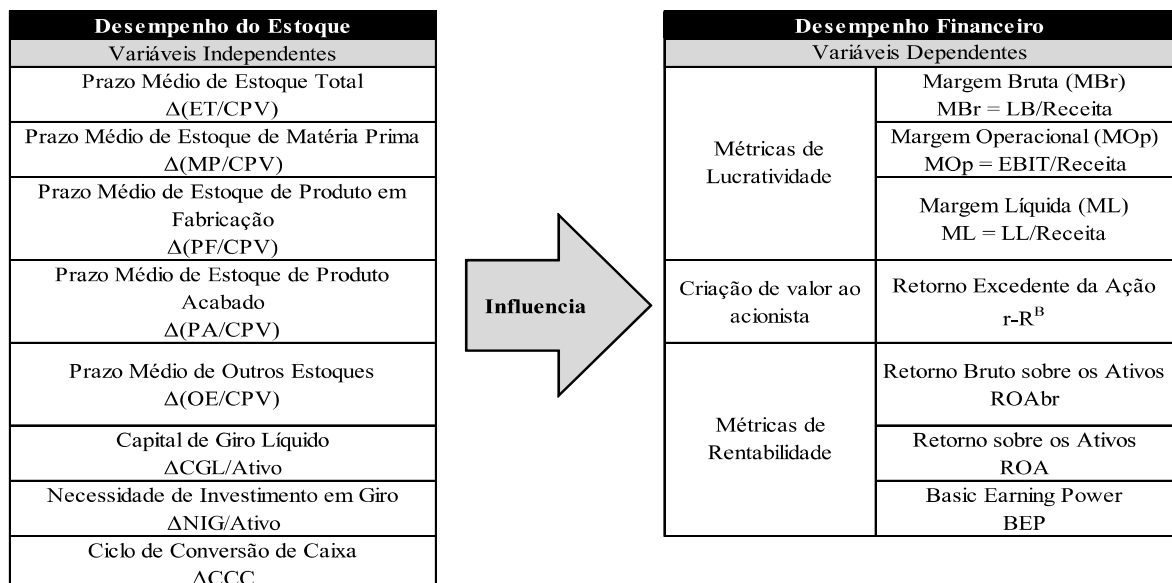 Desempenho do Estoque
Variáveis Independentes
Prazo Médio de Estoque Total
Δ(ET/CPV)
Prazo Médio de Estoque de Matéria Prima
Δ(MP/CPV)
Prazo Médio de Estoque de Produto em
Fabricação
Δ(PF/CPV)
Prazo Médio de Estoque de Produto
Acabado
Δ(PA/CPV)
Prazo Médio de Outros Estoques
Δ(OE/CPV)
Capital de Giro Líquido
ΔCGL/Ativo
Necessidade de Investimento em Giro
ΔNIG/Ativo
Ciclo de Conversão de Caixa
ΔCCC
Influencia
Desempenho Financeiro
Variáveis Dependentes
Métricas de
Lucratividade
Margem Bruta (MBr)
MBr = LB/Receita
Margem Operacional (MOp)
MOp = EBIT/Receita
Margem Líquida (ML)
ML = LL/Receita
Criação de valor ao
acionista
Retorno Excedente da Ação
r-Rᴮ
Métricas de
Rentabilidade
Retorno Bruto sobre os Ativos
ROAbr
Retorno sobre os Ativos
ROA
Basic Earning Power
BEP